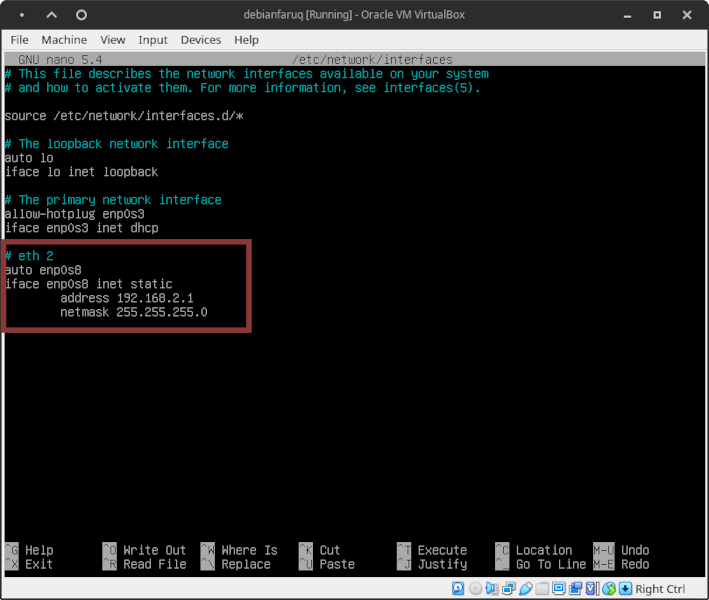 debianfaruq [Running] - Oracle VM VirtualBox
File Machine View Input Devices Help
GNU nano 5.4 /etc/network/interfaces
# This file describes the network interfaces available on your system
# and how to activate them. For more information, see interfaces(5).
source /etc/network/interfaces.d/*
# The loopback network interface
auto lo
iface lo inet loopback
# The primary network interface
allow-hotplug enp0s3
iface enp0s3 inet dhcp
# eth 2
auto enp0s8
iface enp0s8 inet static
address 192.168.2.1
netmask 255.255.255.0
^G Help ^O Write Out ^W Where Is ^K Cut ^T Execute ^C Location M-U Undo
^X Exit ^R Read File ^\ Replace ^U Paste ^J Justify ^_ Go To Line M-E Redo
Right Ctrl